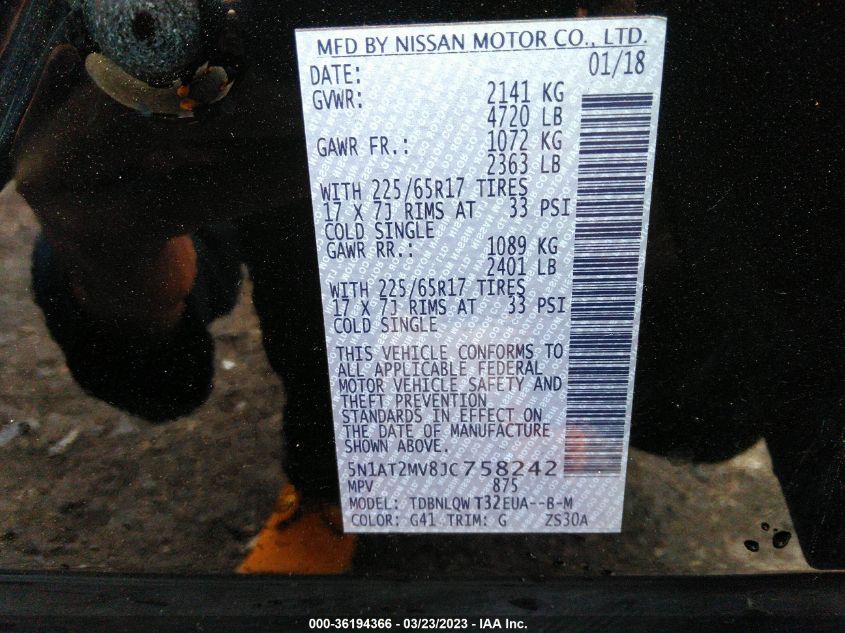 MFD BY NISSAN MOTOR CO., LTD.
DATE: 01/18
GVWR: 2141 KG
4720 LB
GAWR FR.: 1072 KG
2363 LB
WITH 225/65R17 TIRES
17 X 7J RIMS AT 33 PSI
COLD SINGLE
GAWR RR.: 1089 KG
2401 LB
WITH 225/65R17 TIRES
17 X 7J RIMS AT 33 PSI
COLD SINGLE
THIS VEHICLE CONFORMS TO
ALL APPLICABLE FEDERAL
MOTOR VEHICLE SAFETY AND
THEFT PREVENTION
STANDARDS IN EFFECT ON
THE DATE OF MANUFACTURE
SHOWN ABOVE.
5N1AT2MV8JC758242
MPV 875
MODEL: TDBNLQW T32EUA--B-M
COLOR: G41 TRIM: G ZS30A
000-36194366 - 03/23/2023 - IAA Inc.